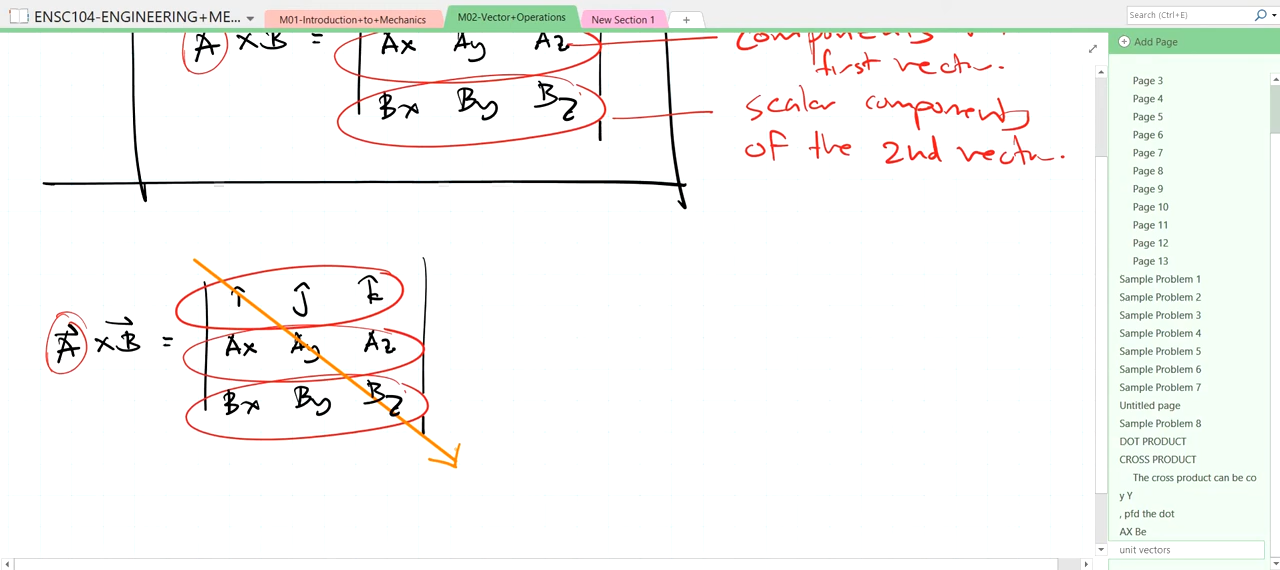 ENSC104-ENGINEERING+ME...
M01-Introduction+to+Mechanics
M02-Vector+Operations
New Section 1
+
Search (Ctrl+E)
Add Page
A × B =
Ax Ay Az
Bx By Bz
components
first vector.
scalar components
of the 2nd vector.
î ĵ k̂
A⃗ × B⃗ =
Ax Ay Az
Bx By Bz
Page 3
Page 4
Page 5
Page 6
Page 7
Page 8
Page 9
Page 10
Page 11
Page 12
Page 13
Sample Problem 1
Sample Problem 2
Sample Problem 3
Sample Problem 4
Sample Problem 5
Sample Problem 6
Sample Problem 7
Untitled page
Sample Problem 8
DOT PRODUCT
CROSS PRODUCT
The cross product can be co
y Y
, pfd the dot
AX Be
unit vectors